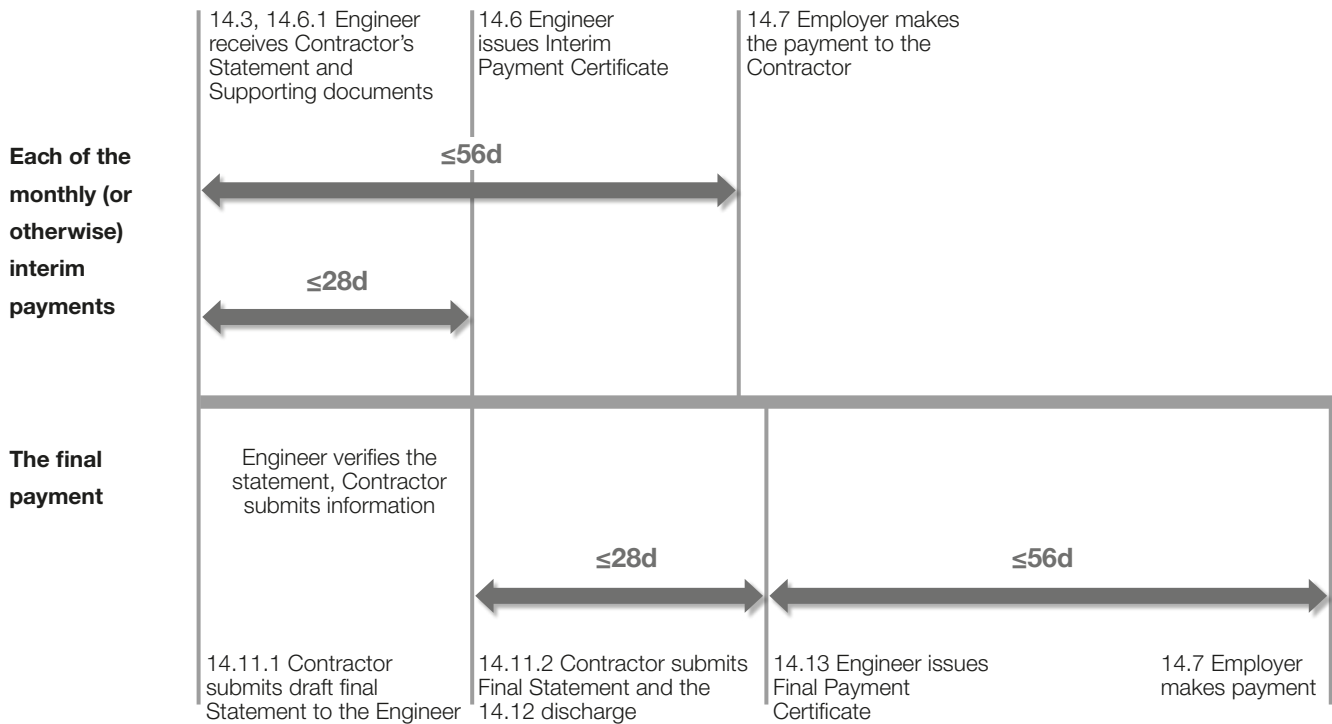 14.3, 14.6.1 Engineer
receives Contractor’s
Statement and
Supporting documents
14.6 Engineer
issues Interim
Payment Certificate
14.7 Employer makes
the payment to the
Contractor
Each of the
monthly (or
otherwise)
interim
payments
≤56d
≤28d
The final
payment
Engineer verifies the
statement, Contractor
submits information
≤28d
≤56d
14.11.1 Contractor
submits draft final
Statement to the Engineer
14.11.2 Contractor submits
Final Statement and the
14.12 discharge
14.13 Engineer issues
Final Payment
Certificate
14.7 Employer
makes payment